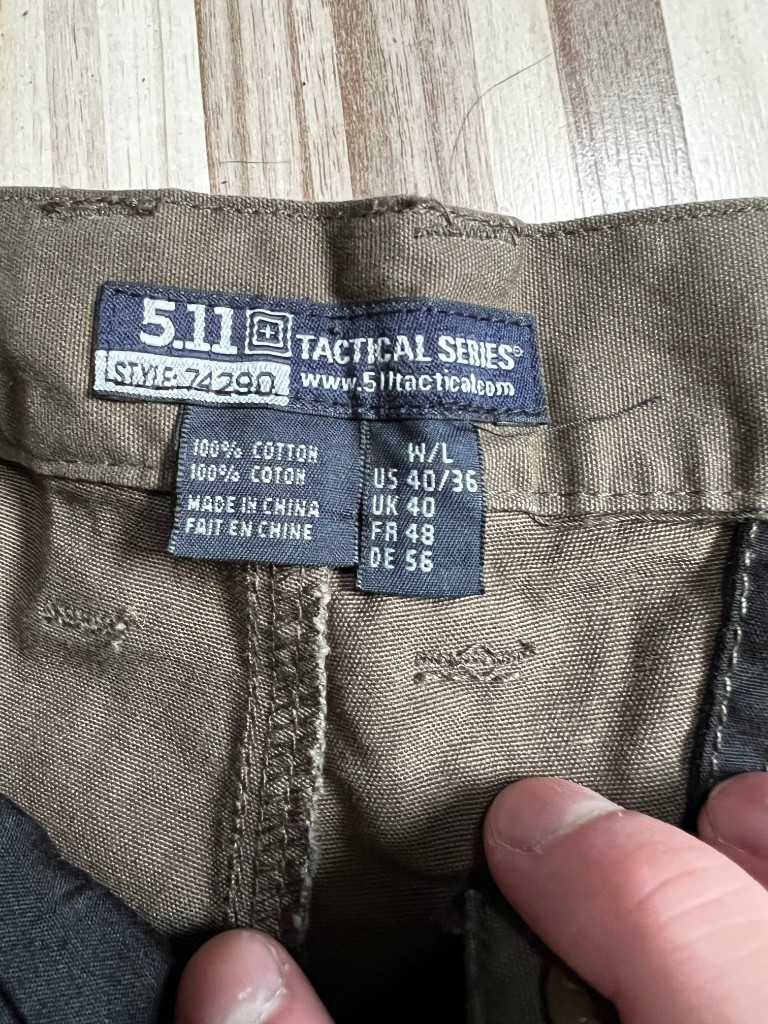 5.11 TACTICAL SERIES®
STYLE: 74290
www.511tactical.com
100% COTTON
100% COTON
MADE IN CHINA
FAIT EN CHINE
W/L
US 40/36
UK 40
FR 48
DE 56